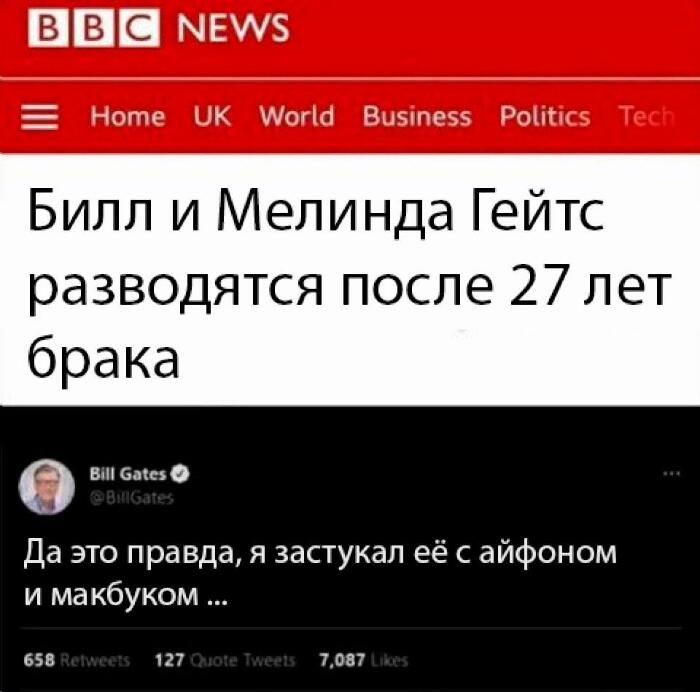 BBC NEWS
Home UK World Business Politics Tech
Билл и Мелинда Гейтс
разводятся после 27 лет
брака
Bill Gates
@BillGates
Да это правда, я застукал её с айфоном
и макбуком ...
658 Retweets 127 Quote Tweets 7,087 Likes